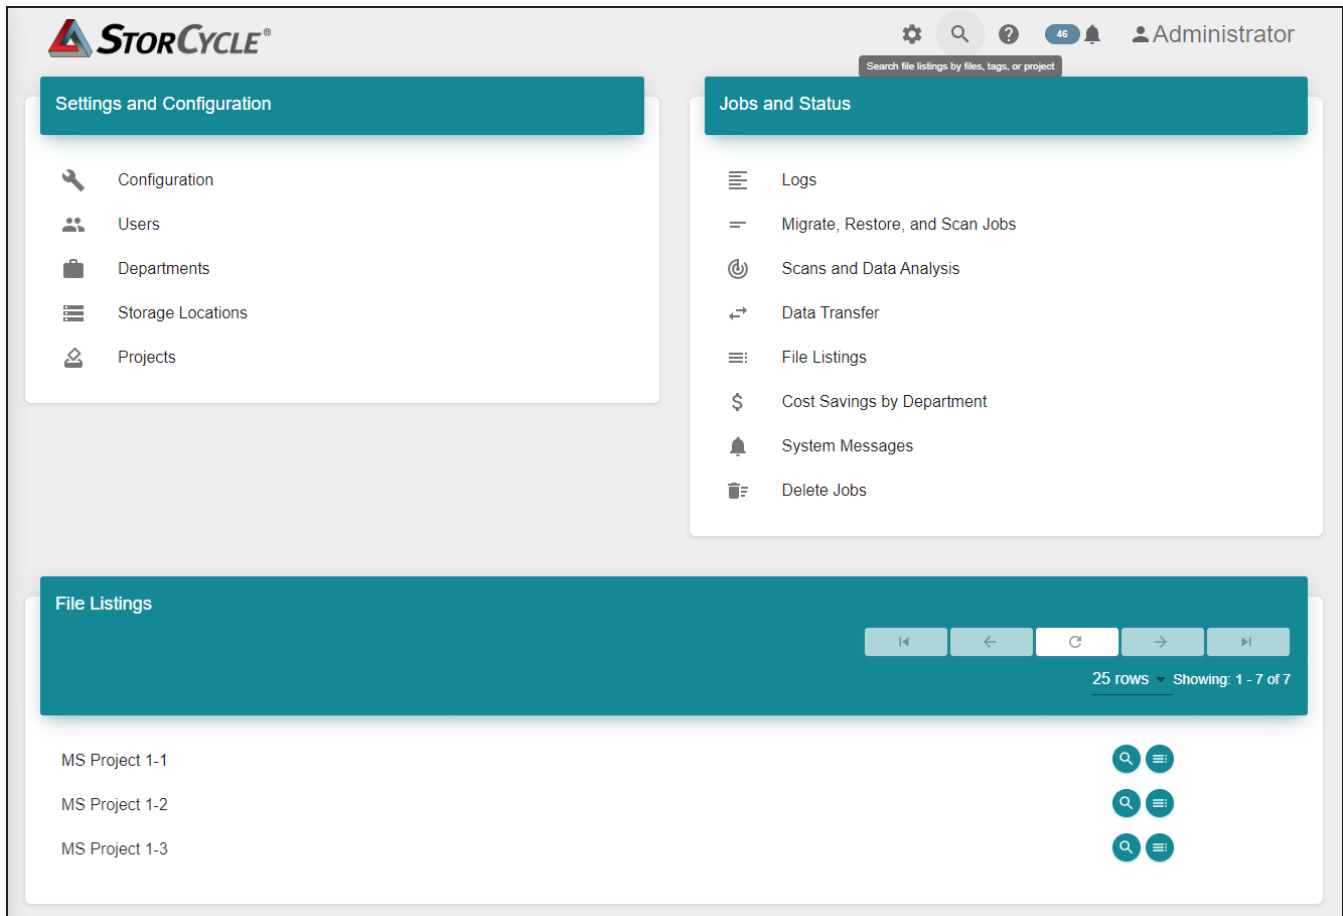 STORCYCLE®
46
Administrator
Search file listings by files, tags, or project
Settings and Configuration
Configuration
Users
Departments
Storage Locations
Projects
Jobs and Status
Logs
Migrate, Restore, and Scan Jobs
Scans and Data Analysis
Data Transfer
File Listings
Cost Savings by Department
System Messages
Delete Jobs
File Listings
25 rows
Showing: 1 - 7 of 7
MS Project 1-1
MS Project 1-2
MS Project 1-3